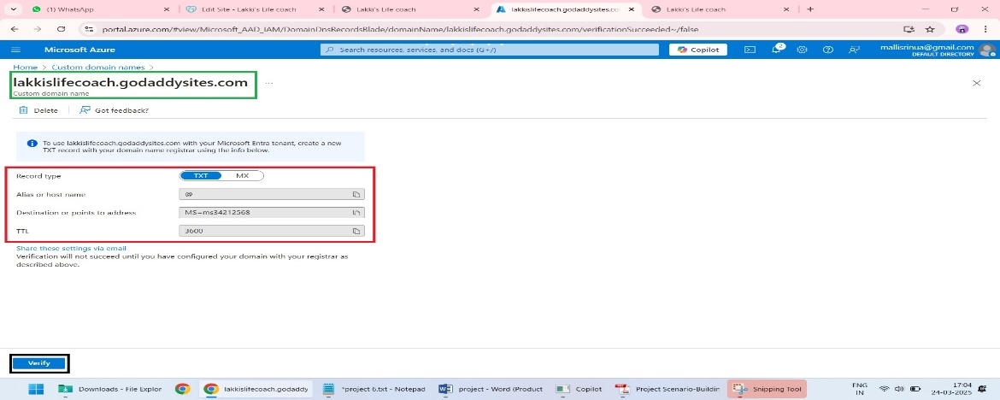 (1) WhatsApp
Edit Site - Lakki's Life coach
Lakki's Life coach
lakkislifecoach.godaddysites.co
Lakki's Life coach
portal.azure.com/#view/Microsoft_AAD_IAM/DomainDnsRecordsBlade/domainName/lakkislifecoach.godaddysites.com/verificationSucceeded~/false
Microsoft Azure
Search resources, services, and docs (G+/)
Copilot
2
mallisrinua@gmail.com
DEFAULT DIRECTORY
Home > Custom domain names >
lakkislifecoach.godaddysites.com ...
Custom domain name
Delete
Got feedback?
To use lakkislifecoach.godaddysites.com with your Microsoft Entra tenant, create a new
TXT record with your domain name registrar using the info below.
Record type TXT MX
Alias or host name @
Destination or points to address MS=ms34212568
TTL 3600
Share these settings via email
Verification will not succeed until you have configured your domain with your registrar as
described above.
Verify
Downloads - File Explor
lakkislifecoach.godaddy
*project 6.txt - Notepad
project - Word (Product
Copilot
Project Scenario-Buildin
Snipping Tool
ENG
IN
17:04
24-03-2025